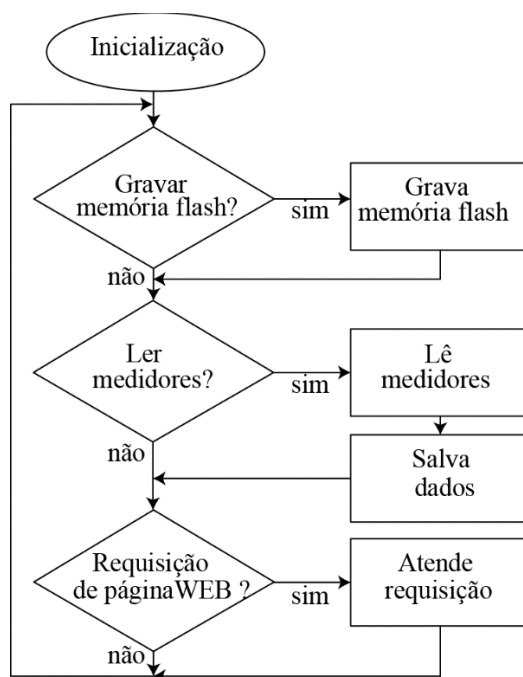 Inicialização
Gravar
memória flash?
sim
Grava
memória flash
não
Ler
medidores?
sim
Lê
medidores
não
Salva
dados
Requisição
de páginaWEB ?
sim
Atende
requisição
não